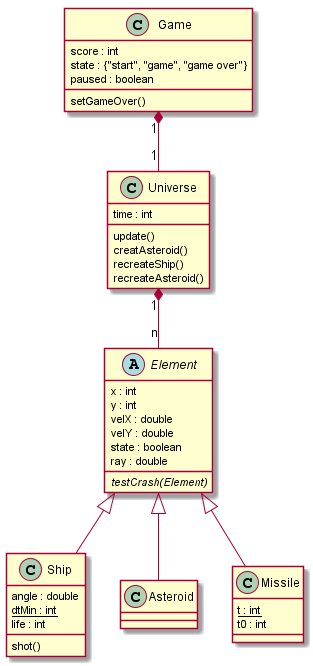 C Game
score : int
state : {"start", "game", "game over"}
paused : boolean
setGameOver()
1
1
C Universe
time : int
update()
creatAsteroid()
recreateShip()
recreateAsteroid()
1
n
A Element
x : int
y : int
velX : double
velY : double
state : boolean
ray : double
testCrash(Element)
C Ship
angle : double
dtMin : int
life : int
shot()
C Asteroid
C Missile
t : int
t0 : int